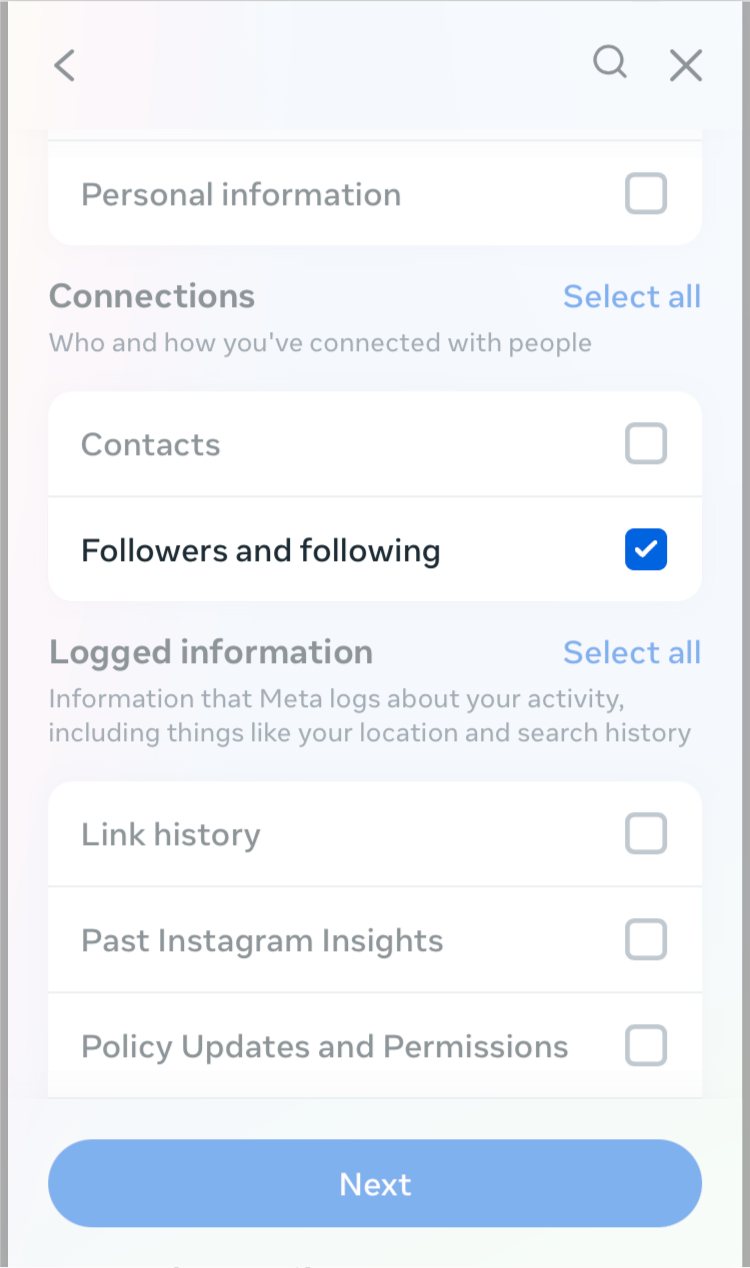 Personal information
Connections
Select all
Who and how you've connected with people
Contacts
Followers and following
Logged information
Select all
Information that Meta logs about your activity,
including things like your location and search history
Link history
Past Instagram Insights
Policy Updates and Permissions
Next